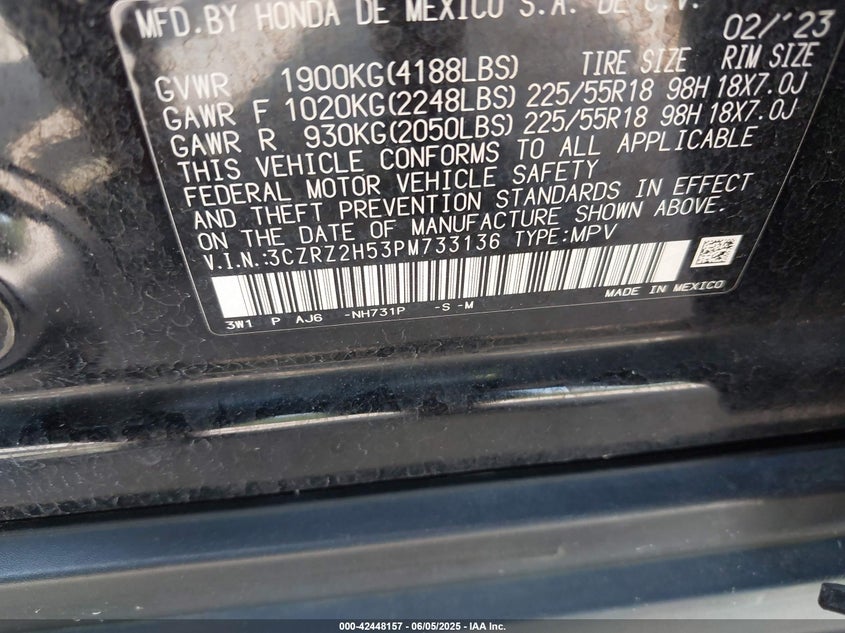 MFD.BY HONDA DE MEXICO S.A. DE C.V.
02/'23
GVWR 1900KG(4188LBS) TIRE SIZE RIM SIZE
GAWR F 1020KG(2248LBS) 225/55R18 98H 18X7.0J
GAWR R 930KG(2050LBS) 225/55R18 98H 18X7.0J
THIS VEHICLE CONFORMS TO ALL APPLICABLE
FEDERAL MOTOR VEHICLE SAFETY
AND THEFT PREVENTION STANDARDS IN EFFECT
ON THE DATE OF MANUFACTURE SHOWN ABOVE.
V.I.N.:3CZRZ2H53PM733136 TYPE:MPV
3W1 P AJ6 -NH731P -S-M MADE IN MEXICO
000-42448157 - 06/05/2025 - IAA Inc.